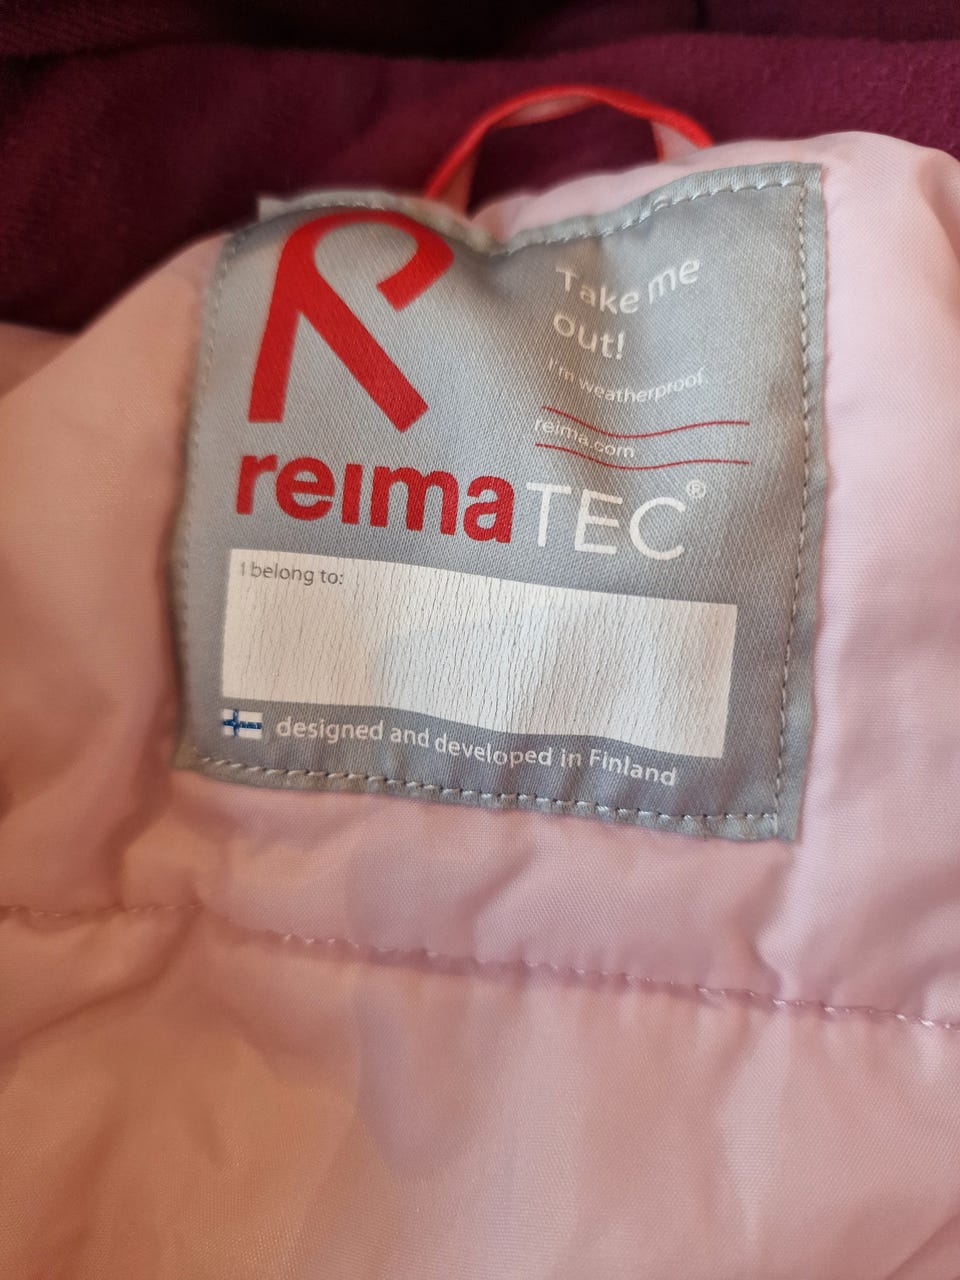 Take me
out!
I'm weatherproof.
reima.com
reimaTEC®
I belong to:
designed and developed in Finland